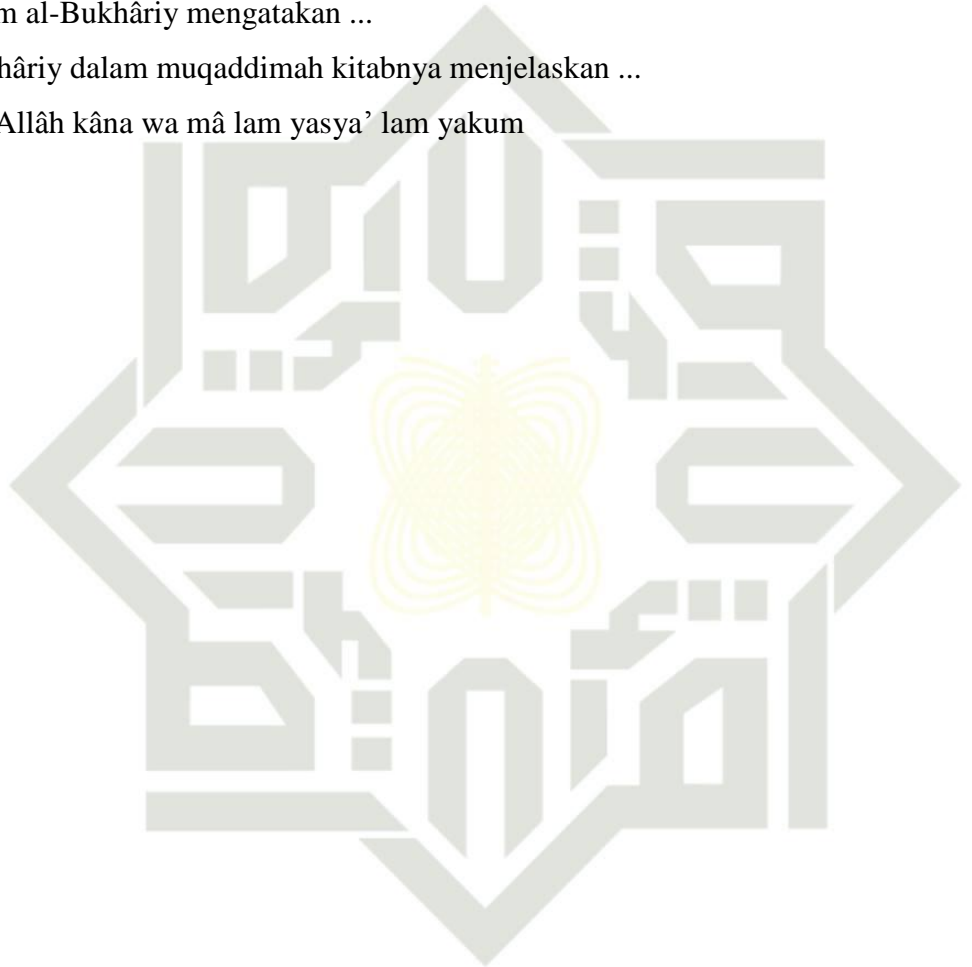 m al-Bukhâriy mengatakan ...
hâriy dalam muqaddimah kitabnya menjelaskan ...
Allâh kâna wa mâ lam yasya’ lam yakum